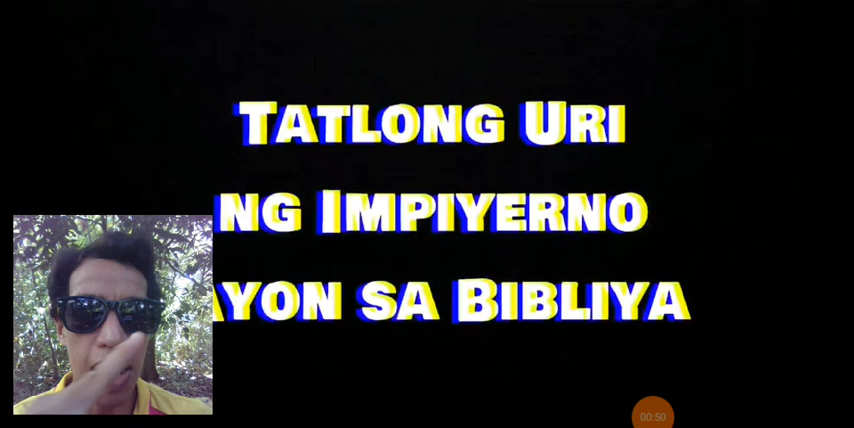 TATLONG URI
NG IMPIYERNO
AYON SA BIBLIYA
00:50